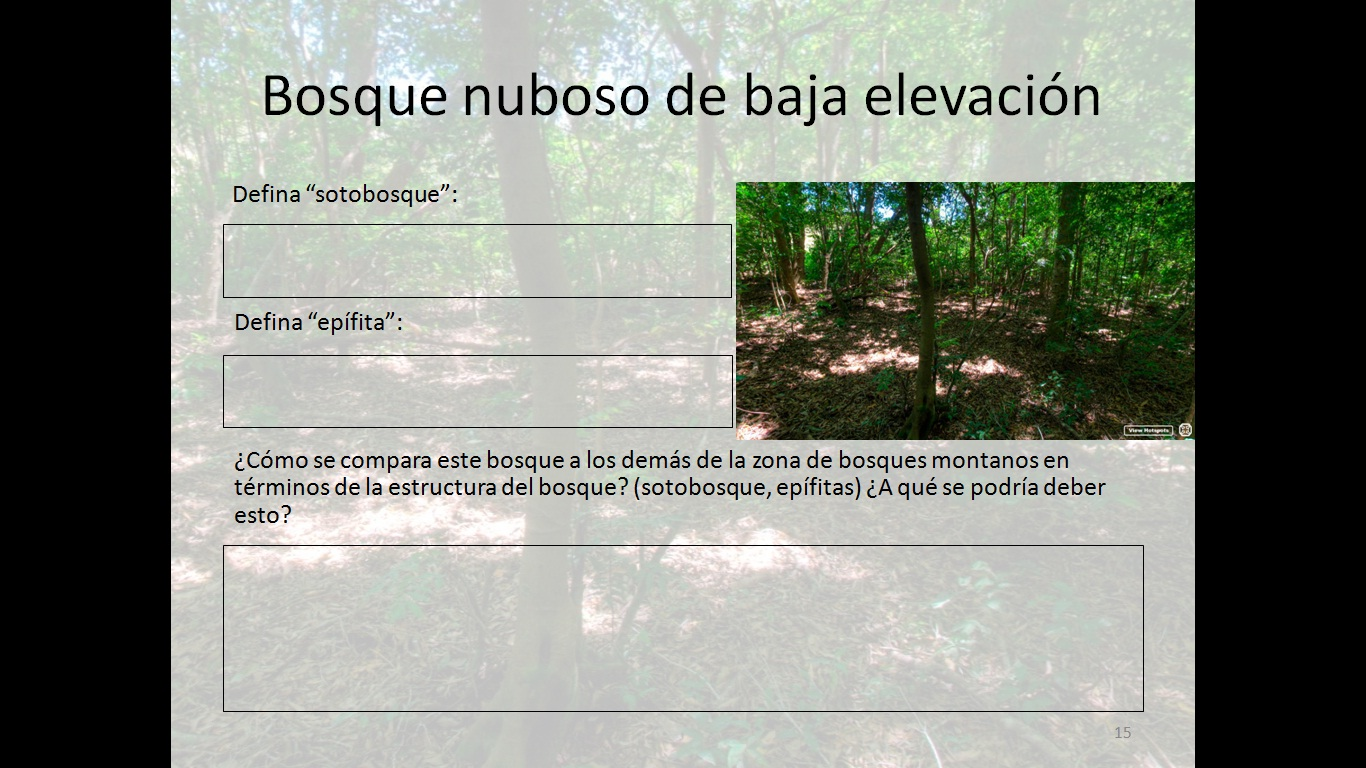 Bosque nuboso de baja elevación
Defina “sotobosque”:
Defina “epífita”:
View Hotspots
¿Cómo se compara este bosque a los demás de la zona de bosques montanos en
términos de la estructura del bosque? (sotobosque, epífitas) ¿A qué se podría deber
esto?
15